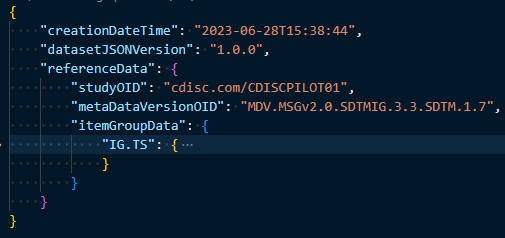 {
"creationDateTime": "2023-06-28T15:38:44",
"datasetJSONVersion": "1.0.0",
"referenceData": {
"studyOID": "cdisc.com/CDISCPILOT01",
"metaDataVersionOID": "MDV.MSGv2.0.SDTMIG.3.3.SDTM.1.7",
"itemGroupData": {
"IG.TS": { ···
}
}
}
}